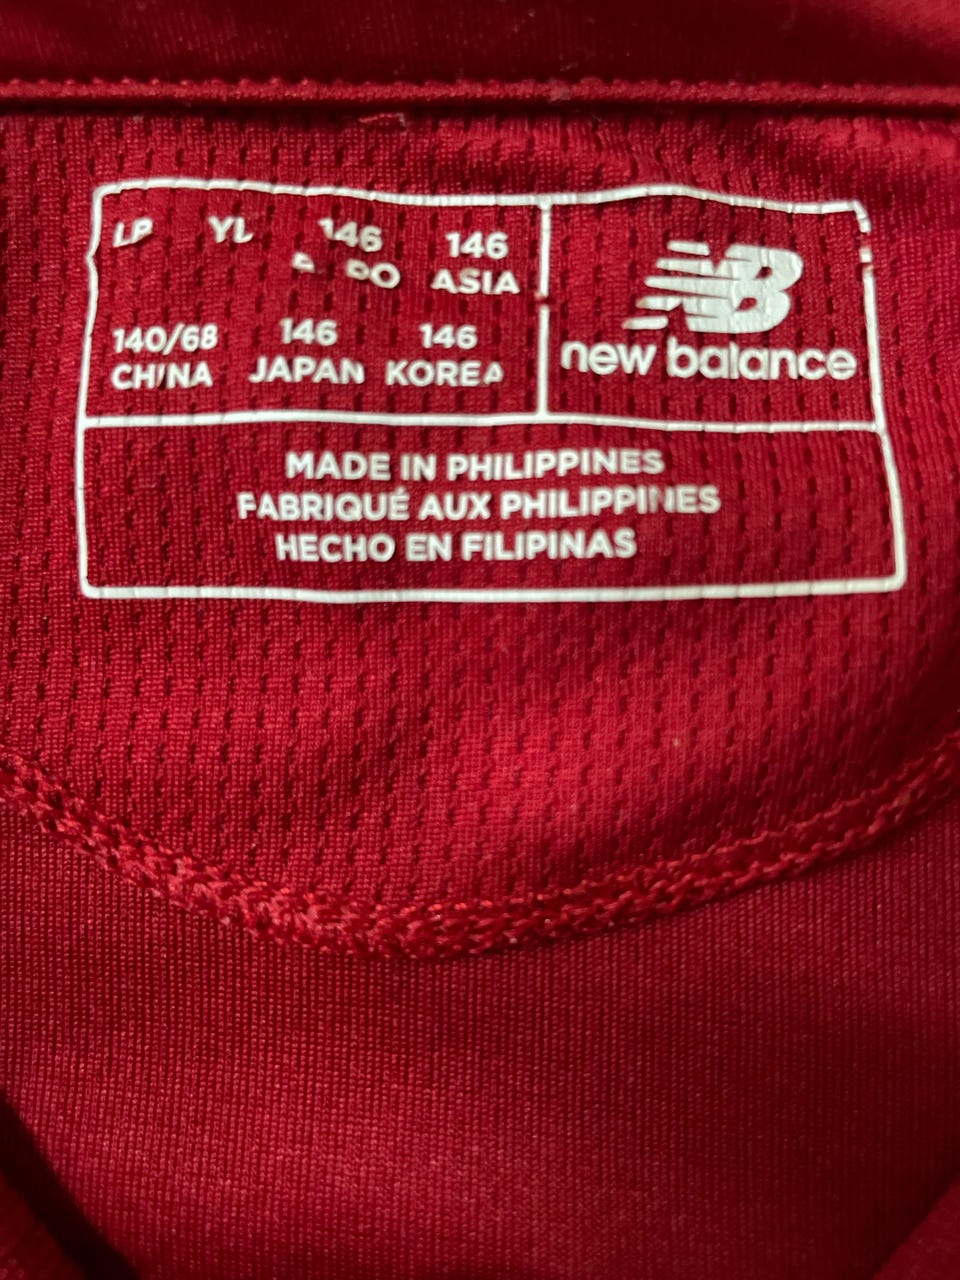 LP YL 146 146
ASIA
140/68 146 146
CHINA JAPAN KOREA
new balance
MADE IN PHILIPPINES
FABRIQUÉ AUX PHILIPPINES
HECHO EN FILIPINAS